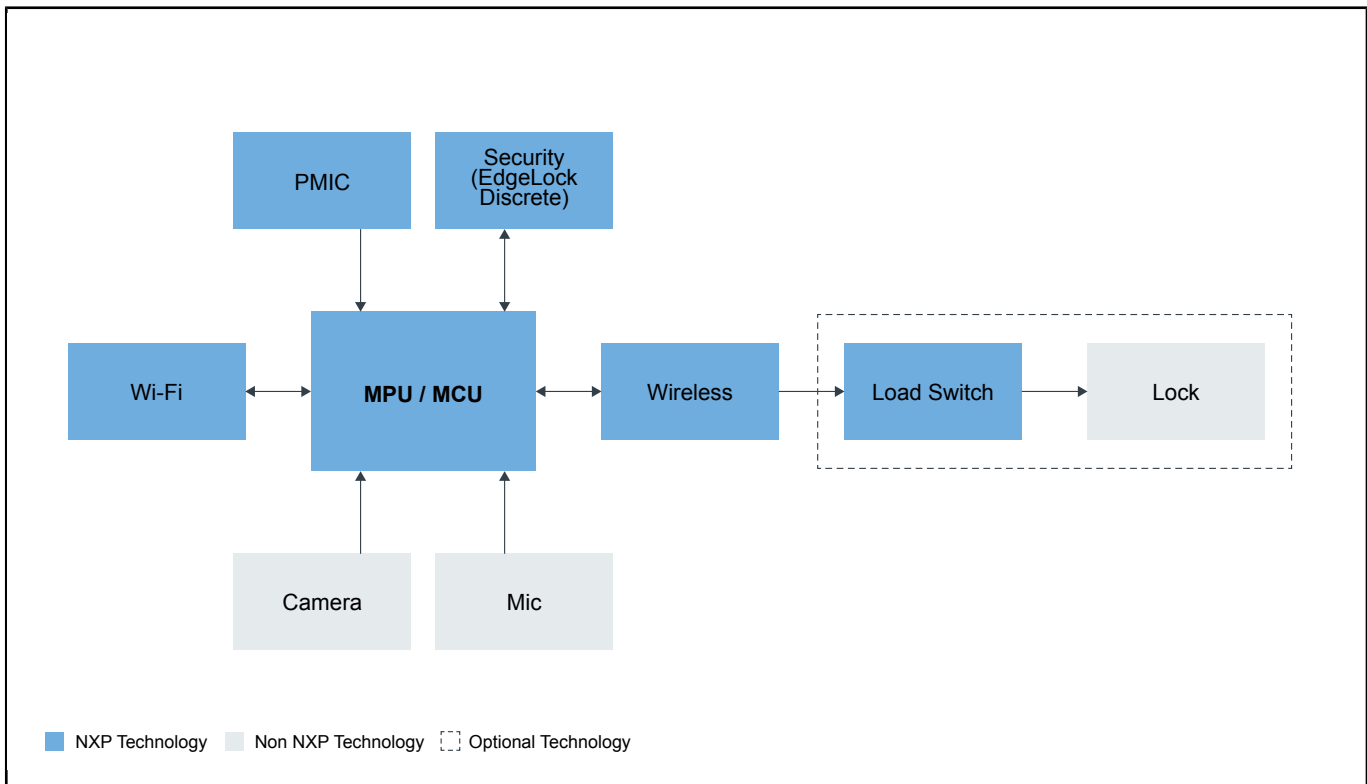 PMIC
Security
(EdgeLock
Discrete)
Wi-Fi
MPU / MCU
Wireless
Load Switch
Lock
Camera
Mic
NXP Technology
Non NXP Technology
Optional Technology